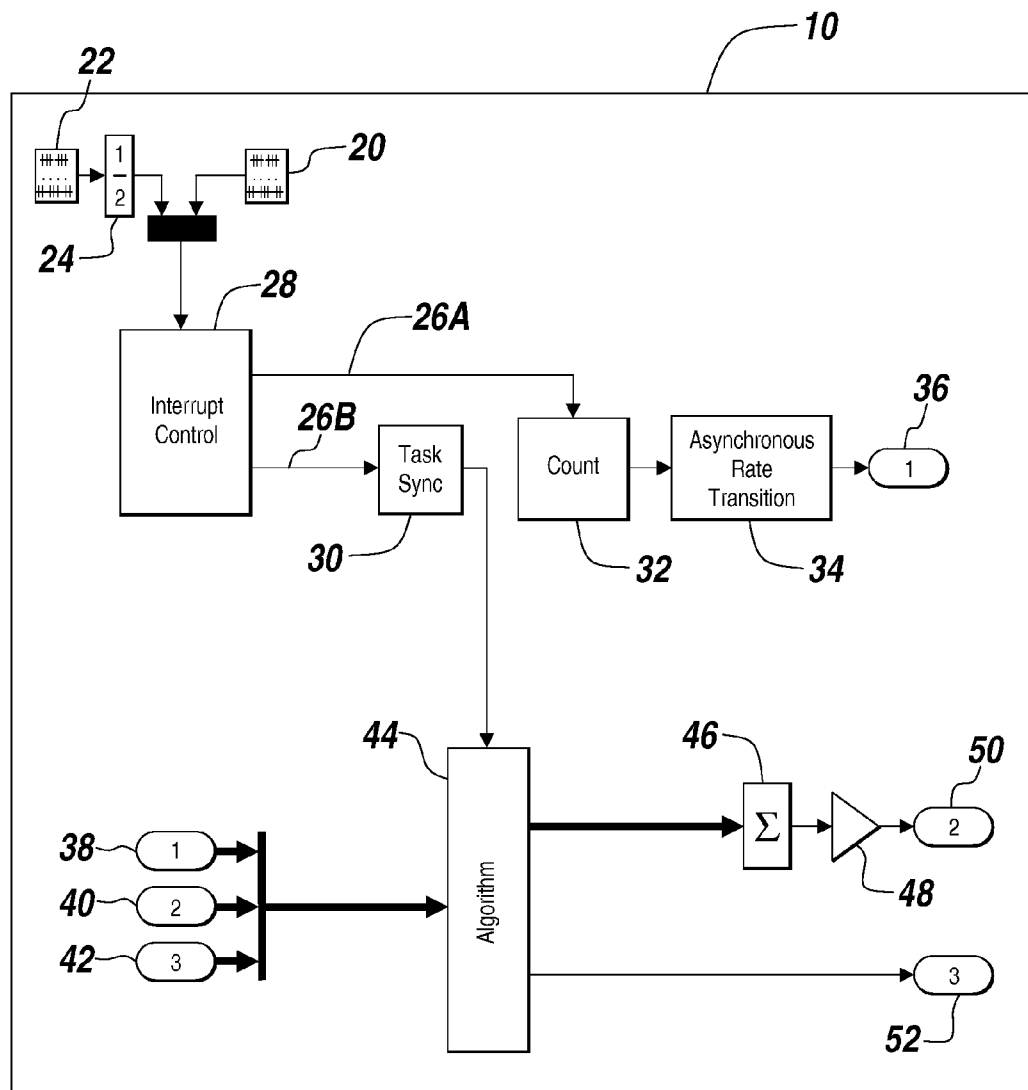 10
22
20
1
2
24
28
26A
36
Interrupt
Control
26B
Task
Sync
Count
Asynchronous
Rate
Transition
1
30
32
34
44
46
50
Σ
2
38
1
48
40
2
Algorithm
42
3
3
52